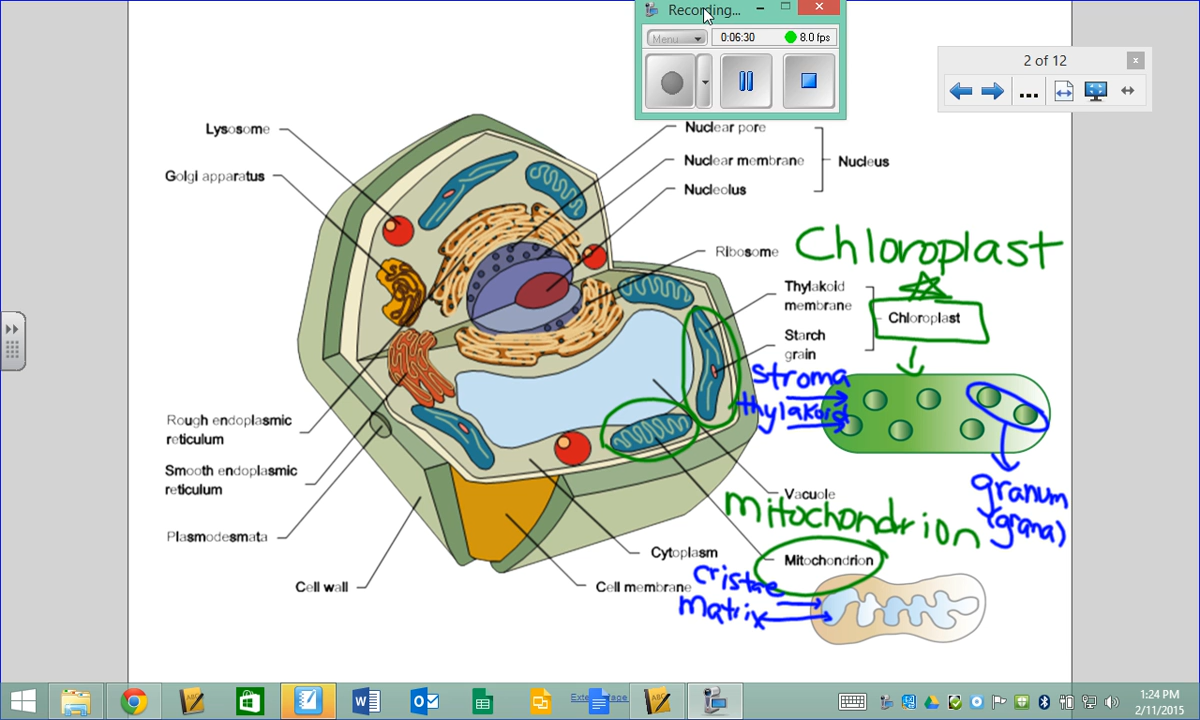 Recording...
Menu
0:06:30
8.0 fps
2 of 12
Lysosome
Golgi apparatus
Nuclear pore
Nuclear membrane
Nucleolus
Nucleus
Ribosome
Chloroplast
Thylakoid
membrane
Starch
grain
Chloroplast
stroma
thylakoid
granum
(grana)
Rough endoplasmic
reticulum
Smooth endoplasmic
reticulum
Plasmodesmata
Cell wall
Vacuole
mitochondrion
Mitochondrion
Cytoplasm
Cell membrane
cristae
matrix
1:24 PM
2/11/2015